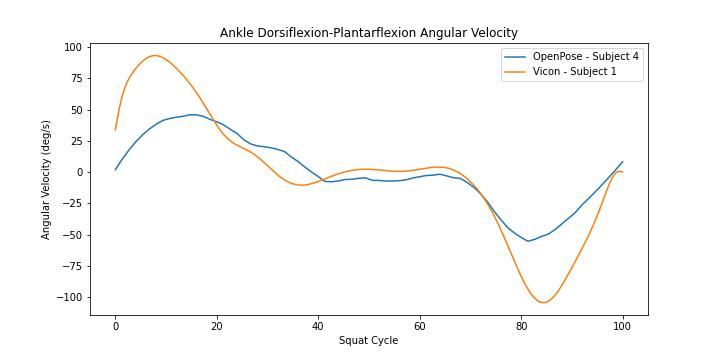 Ankle Dorsiflexion-Plantarflexion Angular Velocity
OpenPose - Subject 4
Vicon - Subject 1
Angular Velocity (deg/s)
100
75
50
25
0
−25
−50
−75
−100
0 20 40 60 80 100
Squat Cycle